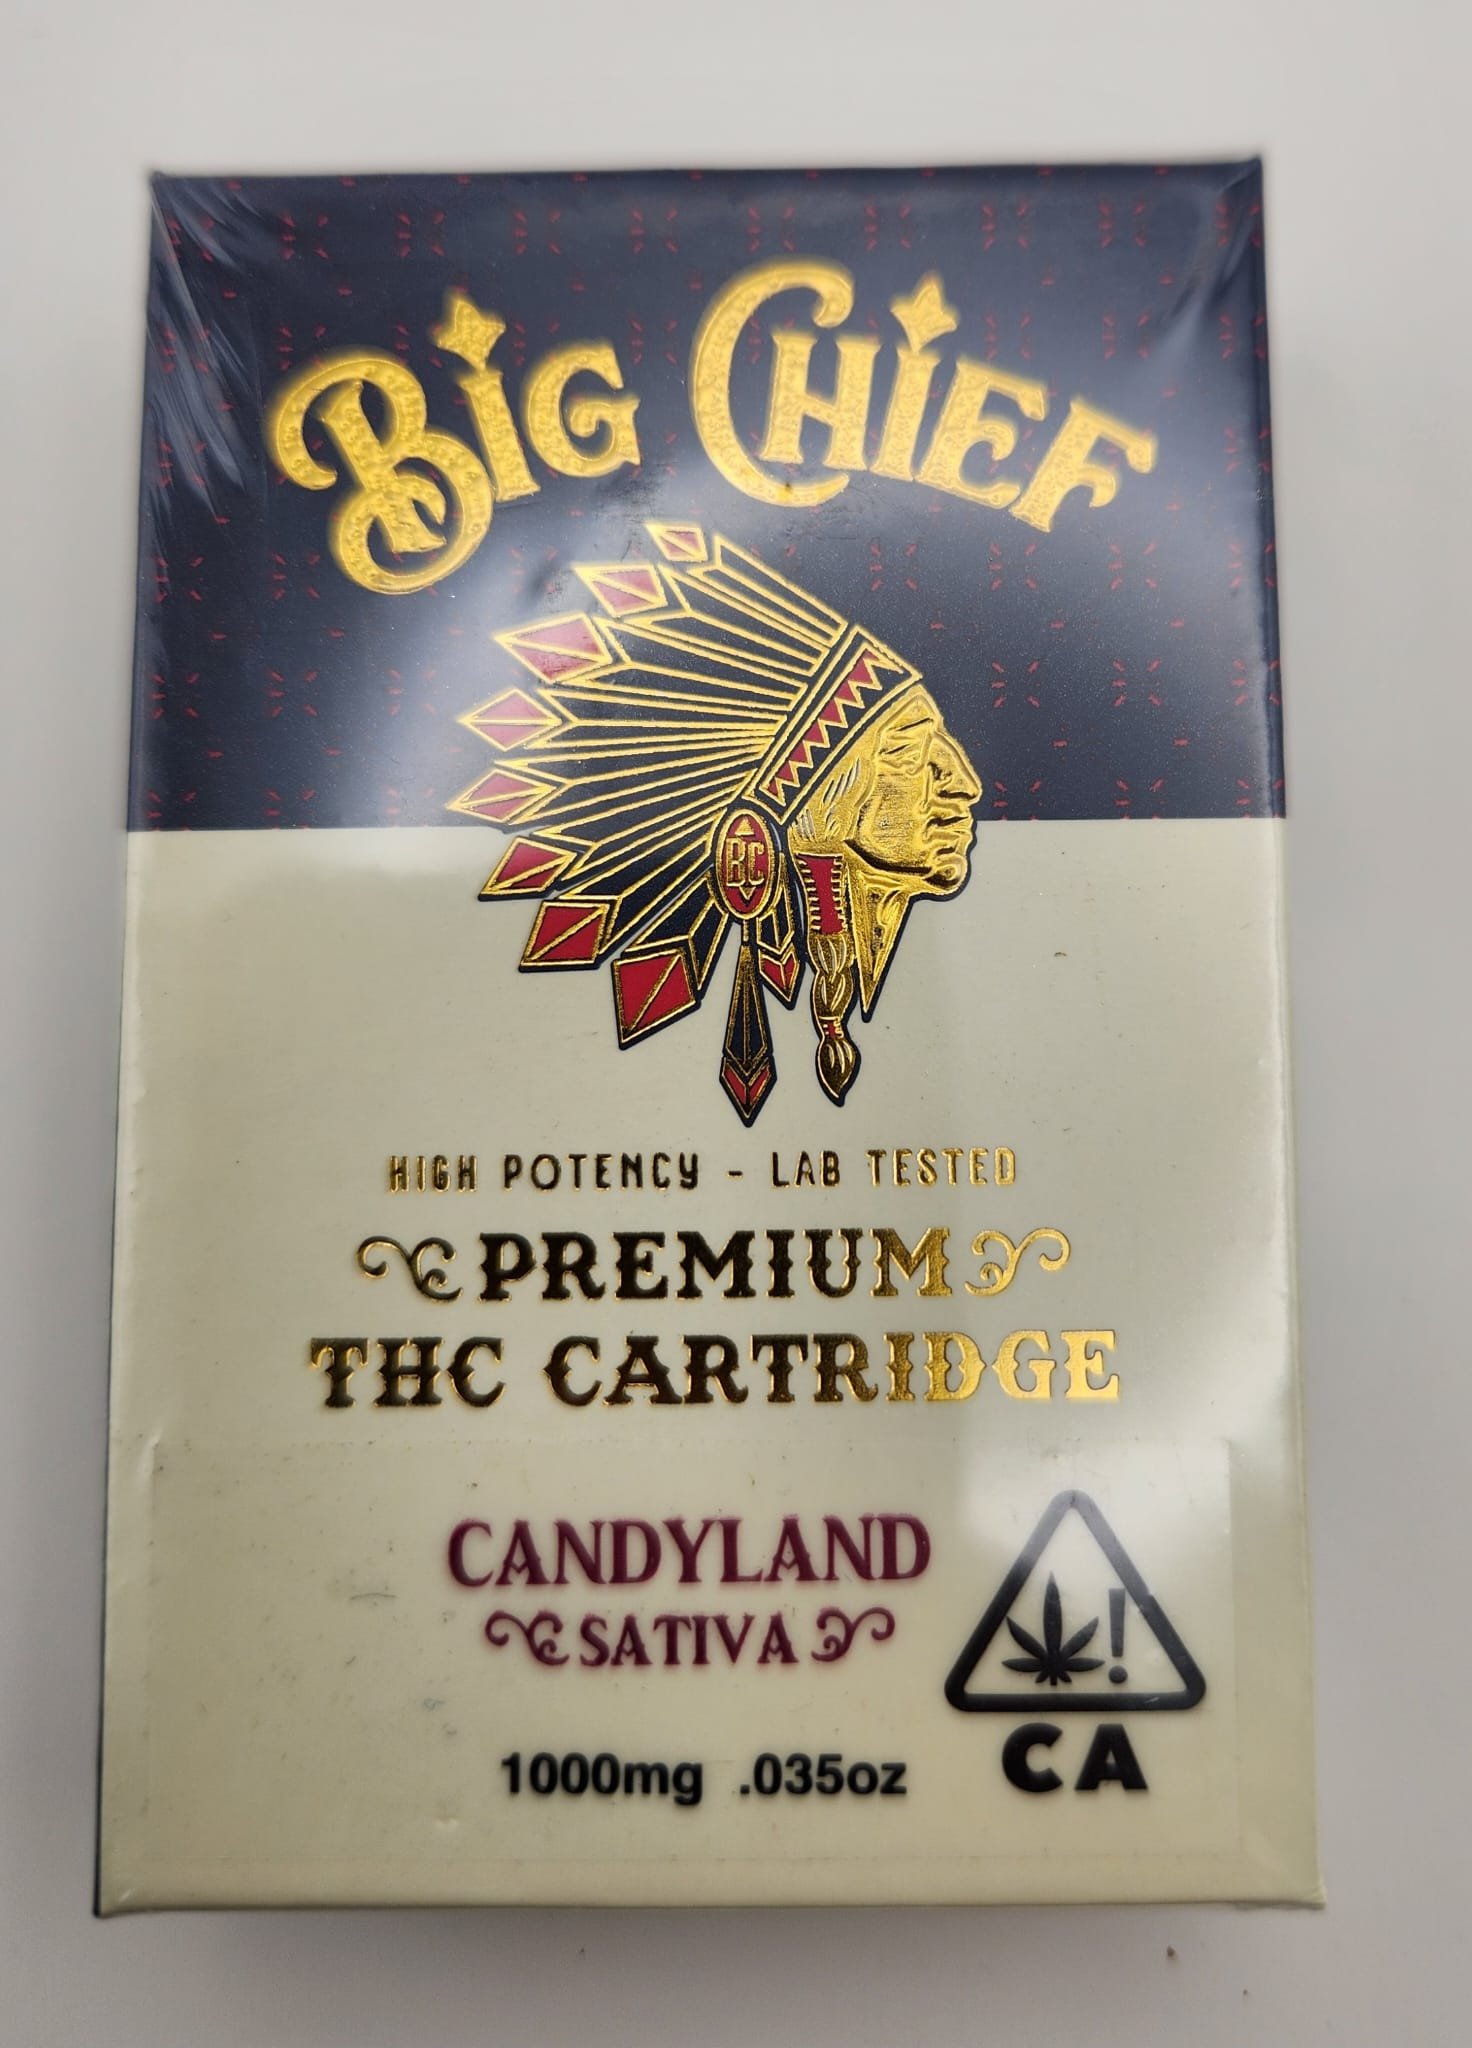 BIG CHIEF
BC
HIGH POTENCY - LAB TESTED
PREMIUM
THC CARTRIDGE
CANDYLAND
SATIVA
!
CA
1000mg .035oz